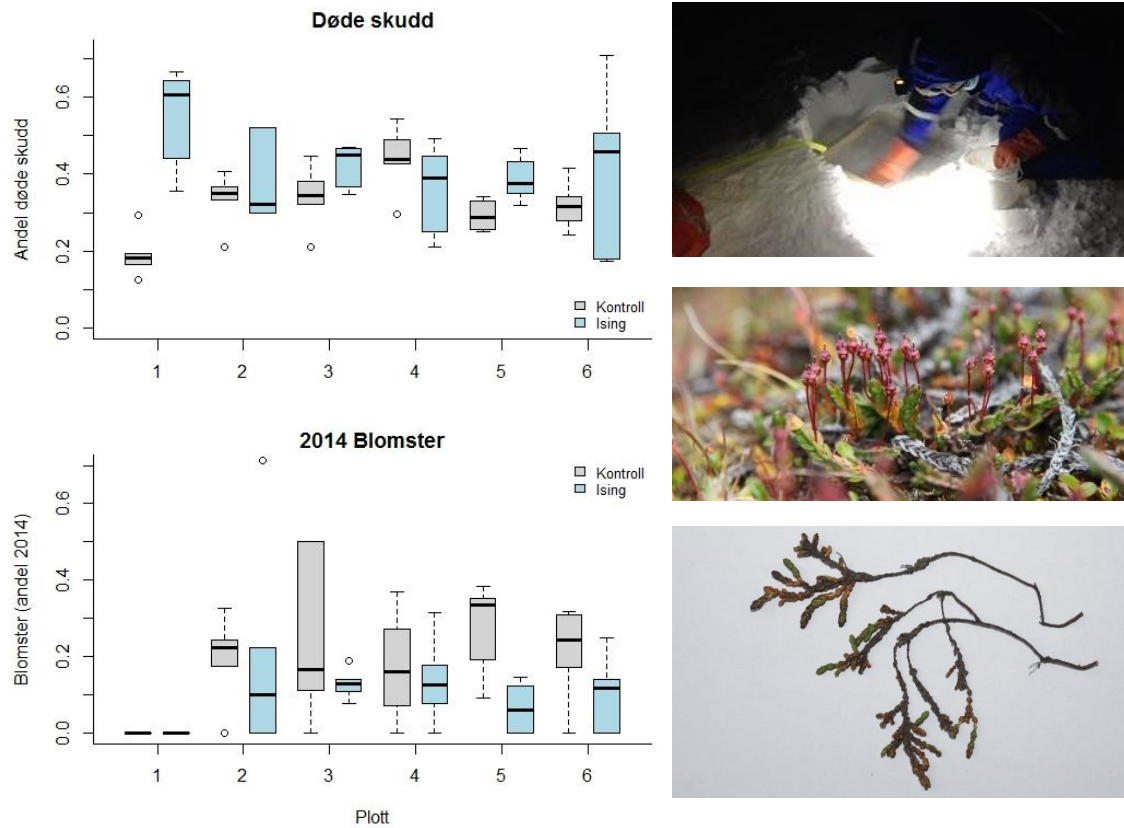 Døde skudd
Andel døde skudd
0.6
0.4
0.2
0.0
Kontroll
Ising
1 2 3 4 5 6
2014 Blomster
Blomster (andel 2014)
0.6
0.4
0.2
0.0
Kontroll
Ising
1 2 3 4 5 6
Plott